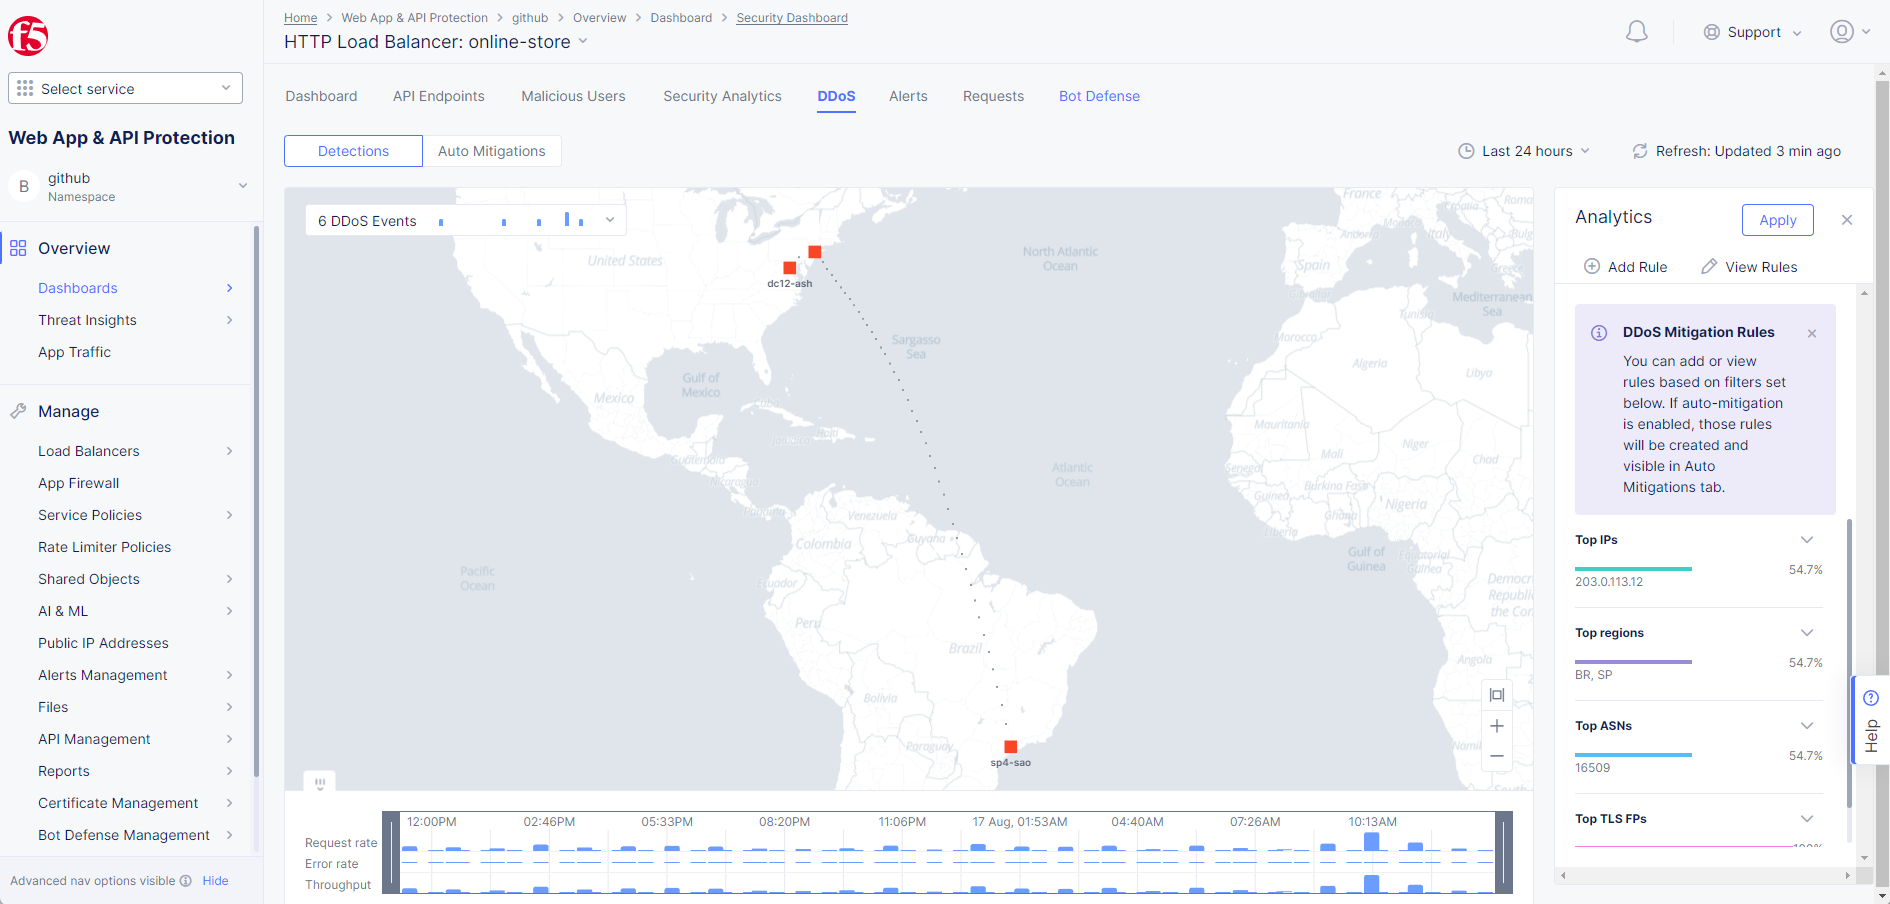 Home > Web App & API Protection > github > Overview > Dashboard > Security Dashboard
HTTP Load Balancer: online-store
Support
f5
Select service
Web App & API Protection
B
github
Namespace
Overview
Dashboards
Threat Insights
App Traffic
Manage
Load Balancers
App Firewall
Service Policies
Rate Limiter Policies
Shared Objects
AI & ML
Public IP Addresses
Alerts Management
Files
API Management
Reports
Certificate Management
Bot Defense Management
Advanced nav options visible Hide
Dashboard API Endpoints Malicious Users Security Analytics DDoS Alerts Requests Bot Defense
Detections Auto Mitigations
Last 24 hours Refresh: Updated 3 min ago
6 DDoS Events
United States
dc12-ash
North Atlantic
Ocean
Sargasso
Sea
Gulf of
Mexico
Mexico
Cuba
Guatemala
Nicaragua
Panama
Venezuela
Guyana
Colombia
Ecuador
Peru
Brazil
Bolivia
Paraguay
sp4-sao
Pacific
Ocean
Atlantic
Ocean
France
Italy
Spain
Mediterranean
Sea
Tunisia
Morocco
Algeria
Libya
Mauritania
Mali
Niger
Chad
Senegal
Burkina Faso
Guinea
Ghana
Nigeria
Liberia
Gulf of
Guinea
Equatorial
Guinea
Angola
12:00PM 02:46PM 05:33PM 08:20PM 11:06PM 17 Aug, 01:53AM 04:40AM 07:26AM 10:13AM
Request rate
Error rate
Throughput
Analytics
Apply
Add Rule View Rules
DDoS Mitigation Rules
You can add or view
rules based on filters set
below. If auto-mitigation
is enabled, those rules
will be created and
visible in Auto
Mitigations tab.
Top IPs
54.7%
203.0.113.12
Top regions
54.7%
BR, SP
Top ASNs
54.7%
16509
Top TLS FPs
100%
Help